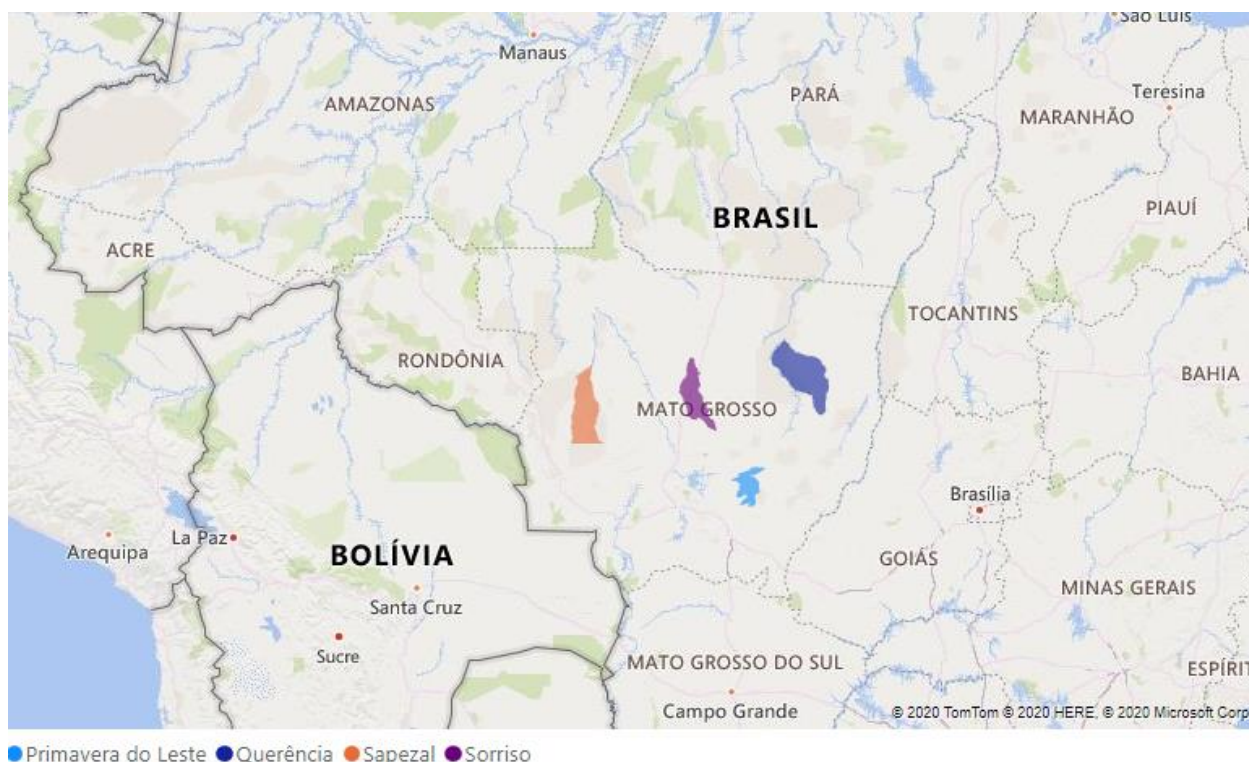 São Luís
Manaus
AMAZONAS
PARÁ
Teresina
MARANHÃO
BRASIL
PIAUÍ
ACRE
TOCANTINS
RONDÔNIA
BAHIA
MATO GROSSO
Brasília
La Paz
Arequipa
BOLÍVIA
GOIÁS
MINAS GERAIS
Santa Cruz
Sucre
MATO GROSSO DO SUL
ESPÍRIT
Campo Grande
© 2020 TomTom © 2020 HERE, © 2020 Microsoft Corp
Primavera do Leste Querência Sapezal Sorriso